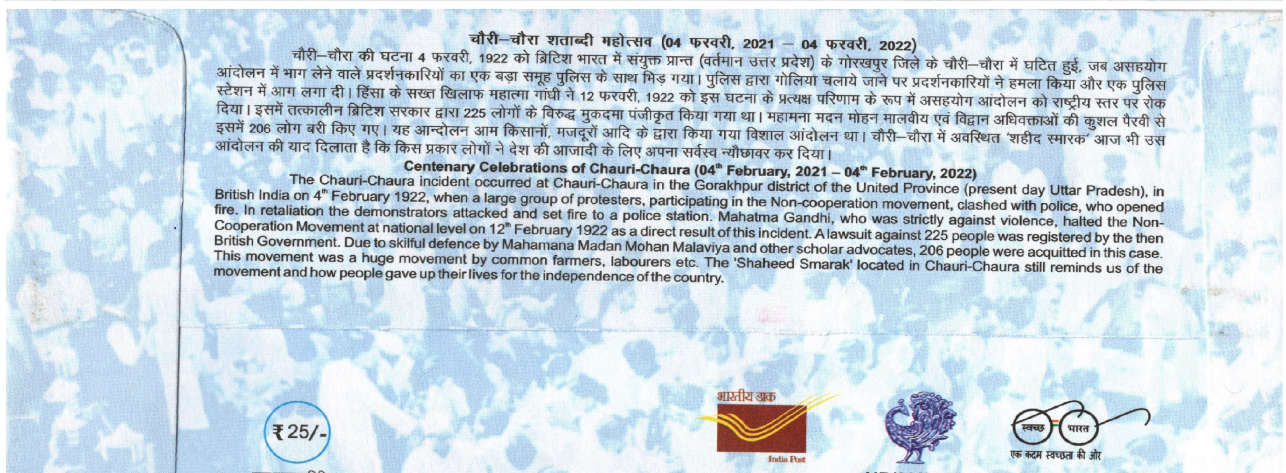 चौरी–चौरा शताब्दी महोत्सव (04 फरवरी, 2021 – 04 फरवरी, 2022)
चौरी–चौरा की घटना 4 फरवरी, 1922 को ब्रिटिश भारत में संयुक्त प्रान्त (वर्तमान उत्तर प्रदेश) के गोरखपुर जिले के चौरी–चौरा में घटित हुई, जब असहयोग
आंदोलन में भाग लेने वाले प्रदर्शनकारियों का एक बड़ा समूह पुलिस के साथ भिड़ गया। पुलिस द्वारा गोलिया चलाये जाने पर प्रदर्शनकारियों ने हमला किया और एक पुलिस
स्टेशन में आग लगा दी। हिंसा के सख्त खिलाफ महात्मा गांधी ने 12 फरवरी, 1922 को इस घटना के प्रत्यक्ष परिणाम के रूप में असहयोग आंदोलन को राष्ट्रीय स्तर पर रोक
दिया। इसमें तत्कालीन ब्रिटिश सरकार द्वारा 225 लोगों के विरुद्ध मुकदमा पंजीकृत किया गया था। महामना मदन मोहन मालवीय एवं विद्वान अधिवक्ताओं की कुशल पैरवी से
इसमें 206 लोग बरी किए गए। यह आन्दोलन आम किसानों, मजदूरों आदि के द्वारा किया गया विशाल आंदोलन था। चौरी–चौरा में अवस्थित 'शहीद स्मारक' आज भी उस
आंदोलन की याद दिलाता है कि किस प्रकार लोगों ने देश की आजादी के लिए अपना सर्वस्व न्यौछावर कर दिया।
Centenary Celebrations of Chauri-Chaura (04th February, 2021 – 04th February, 2022)
The Chauri-Chaura incident occurred at Chauri-Chaura in the Gorakhpur district of the United Province (present day Uttar Pradesh), in
British India on 4th February 1922, when a large group of protesters, participating in the Non-cooperation movement, clashed with police, who opened
fire. In retaliation the demonstrators attacked and set fire to a police station. Mahatma Gandhi, who was strictly against violence, halted the Non-
Cooperation Movement at national level on 12th February 1922 as a direct result of this incident. A lawsuit against 225 people was registered by the then
British Government. Due to skilful defence by Mahamana Madan Mohan Malaviya and other scholar advocates, 206 people were acquitted in this case.
This movement was a huge movement by common farmers, labourers etc. The 'Shaheed Smarak' located in Chauri-Chaura still reminds us of the
movement and how people gave up their lives for the independence of the country.
₹ 25/-
भारतीय डाक
India Post
स्वच्छ भारत
एक कदम स्वच्छता की ओर